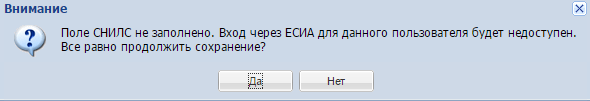 Внимание
Поле СНИЛС не заполнено. Вход через ЕСИА для данного пользователя будет недоступен.
Все равно продолжить сохранение?
Да
Нет